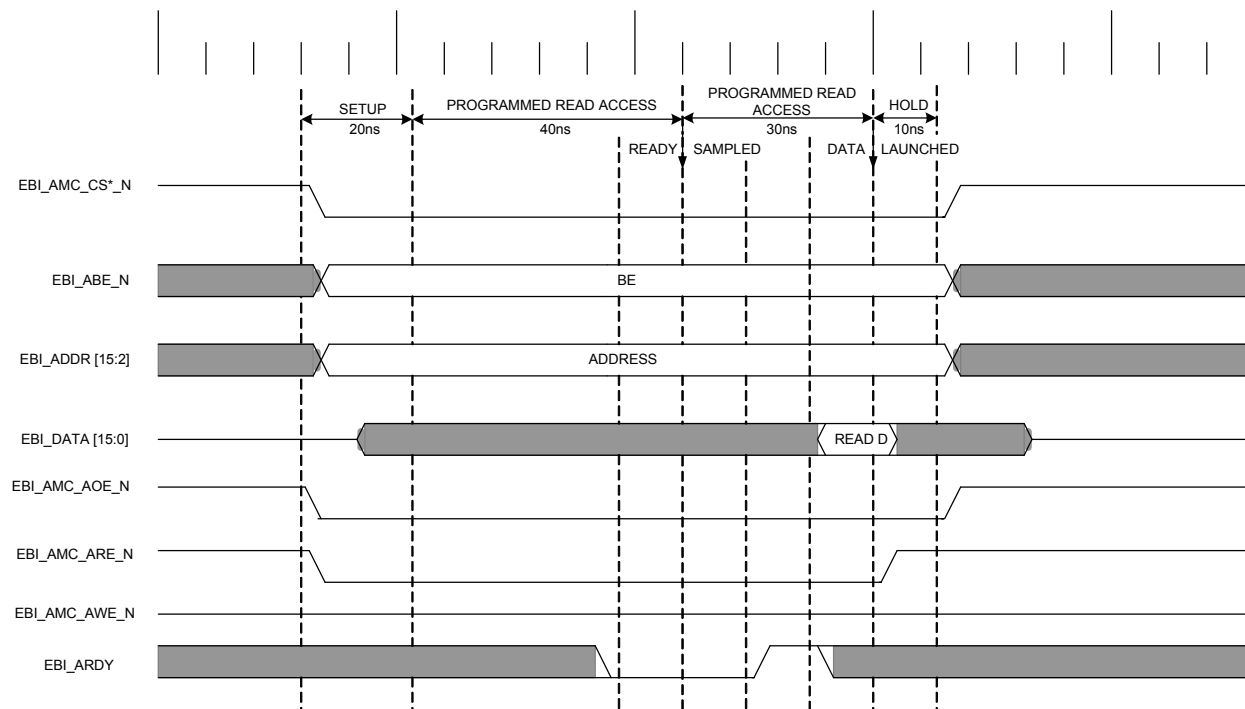 SETUP
20ns
PROGRAMMED READ ACCESS
40ns
PROGRAMMED READ
ACCESS
30ns
HOLD
10ns
READY SAMPLED
DATA LAUNCHED
EBI_AMC_CS*_N
EBI_ABE_N
BE
EBI_ADDR [15:2]
ADDRESS
EBI_DATA [15:0]
READ D
EBI_AMC_AOE_N
EBI_AMC_ARE_N
EBI_AMC_AWE_N
EBI_ARDY